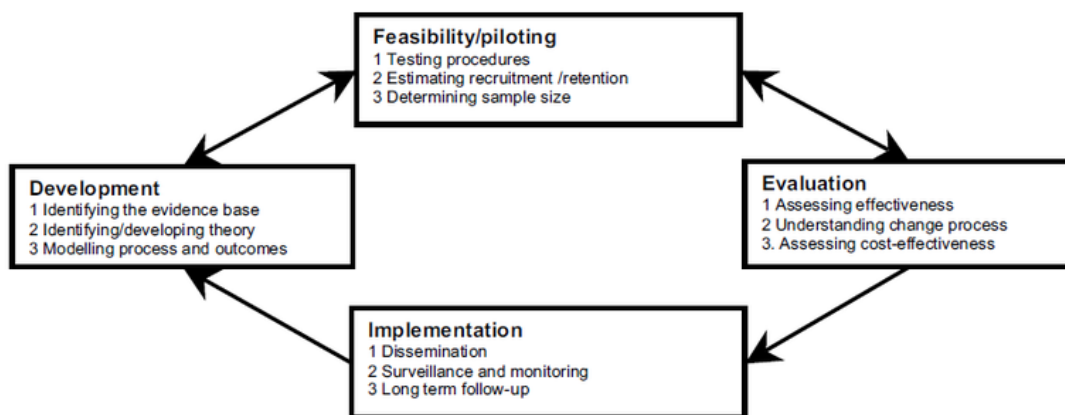 Feasibility/piloting
1 Testing procedures
2 Estimating recruitment /retention
3 Determining sample size
Development
1 Identifying the evidence base
2 Identifying/developing theory
3 Modelling process and outcomes
Evaluation
1 Assessing effectiveness
2 Understanding change process
3. Assessing cost-effectiveness
Implementation
1 Dissemination
2 Surveillance and monitoring
3 Long term follow-up